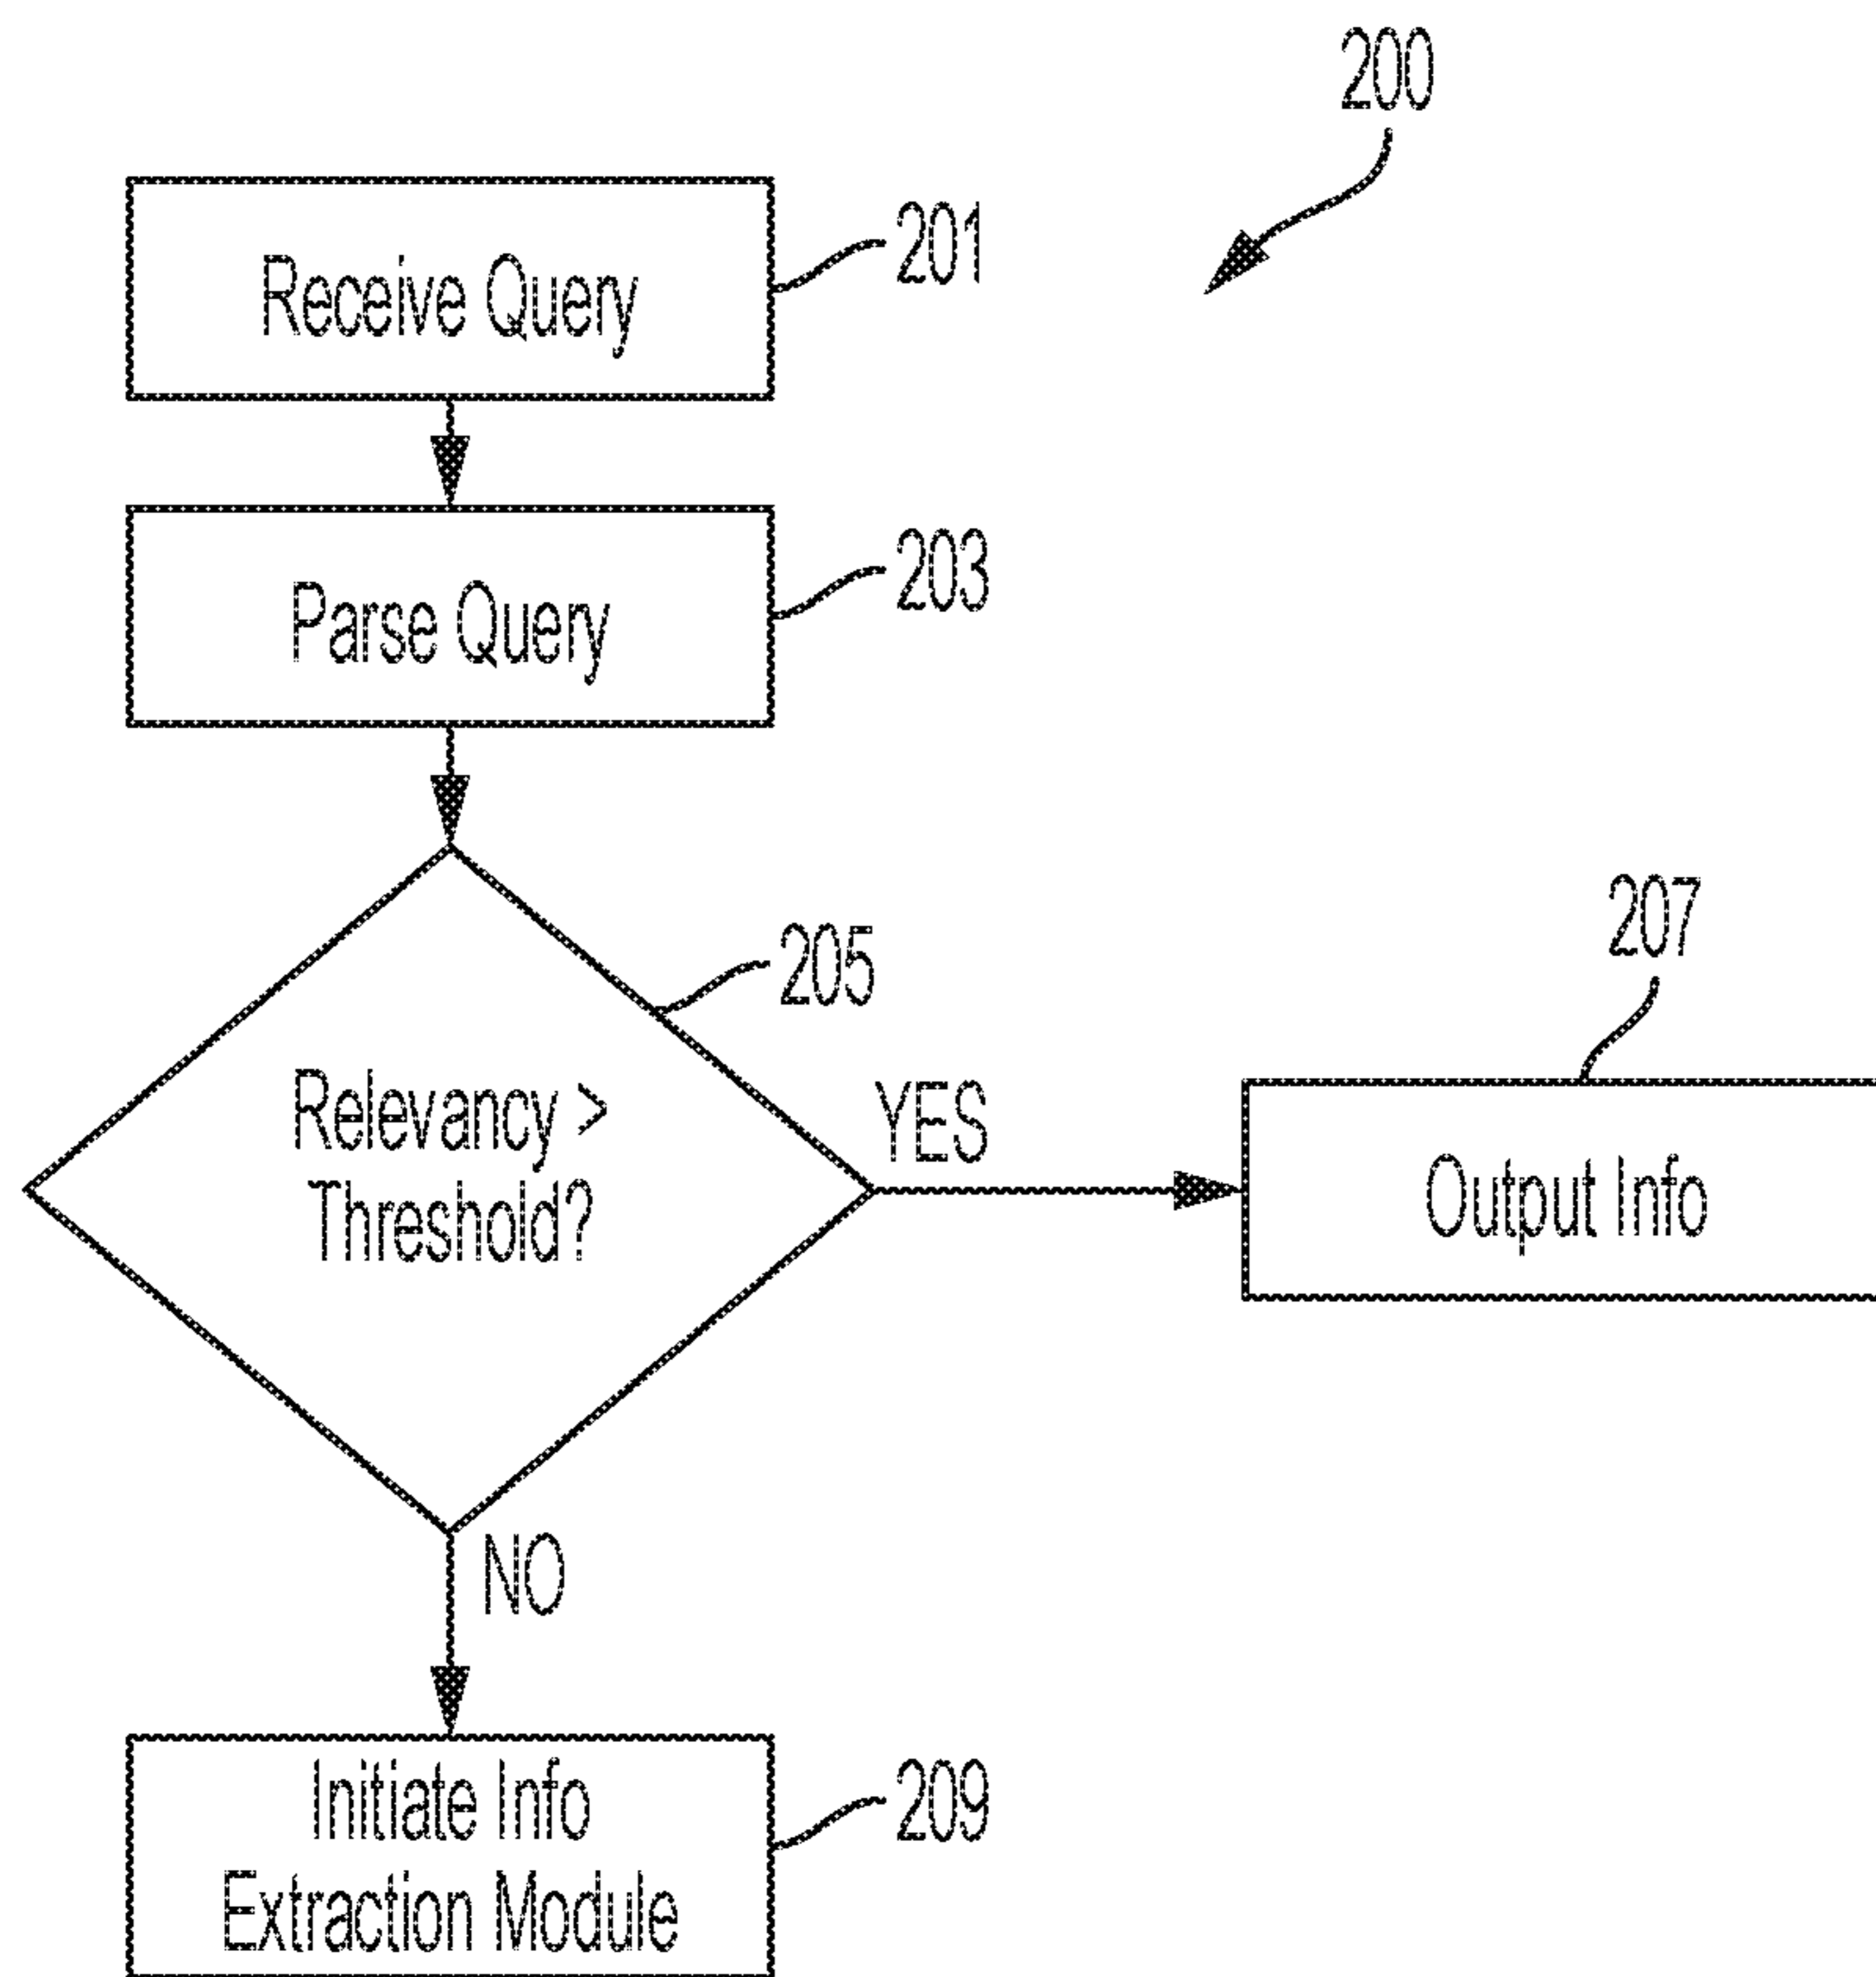 200
Receive Query
201
Parse Query
203
205
Relevancy >
Threshold?
YES
207
Output Info
NO
Initiate Info
Extraction Module
209